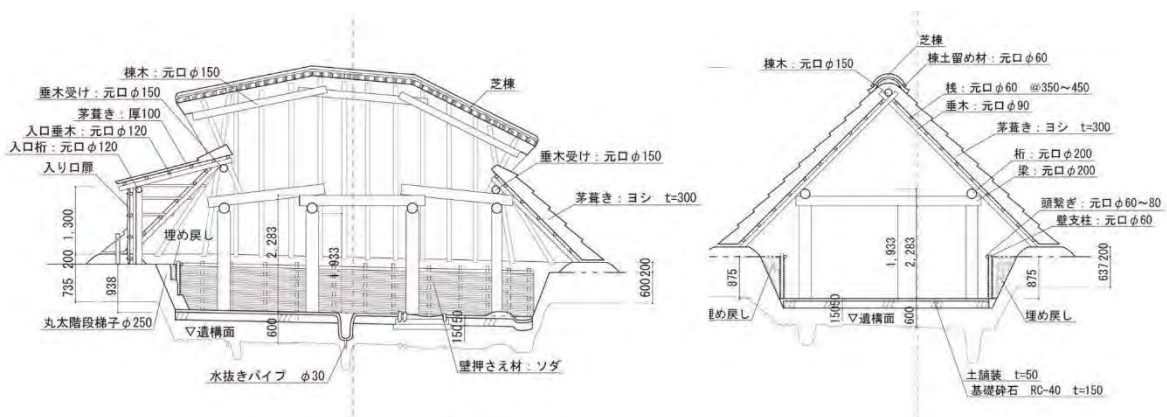 棟木：元口φ150
垂木受け：元口φ150
茅葺き：厚100
入口垂木：元口φ120
入口桁：元口φ120
入り口扉
芝棟
垂木受け：元口φ150
茅葺き：ヨシ t=300
埋め戻し
1,300
200
735
938
2,283
1,933
600
15050
600200
丸太階段梯子φ250
▽遺構面
水抜きパイプ φ30
壁押さえ材：ソダ
芝棟
棟木：元口φ150
棟土留め材：元口φ60
桟：元口φ60 @350～450
垂木：元口φ90
茅葺き：ヨシ t=300
桁：元口φ200
梁：元口φ200
頭繋ぎ：元口φ60～80
壁支柱：元口φ60
1,933
2,283
875
875
637200
15050
600
▽遺構面
埋め戻し
埋め戻し
土舗装 t=50
基礎砕石 RC-40 t=150